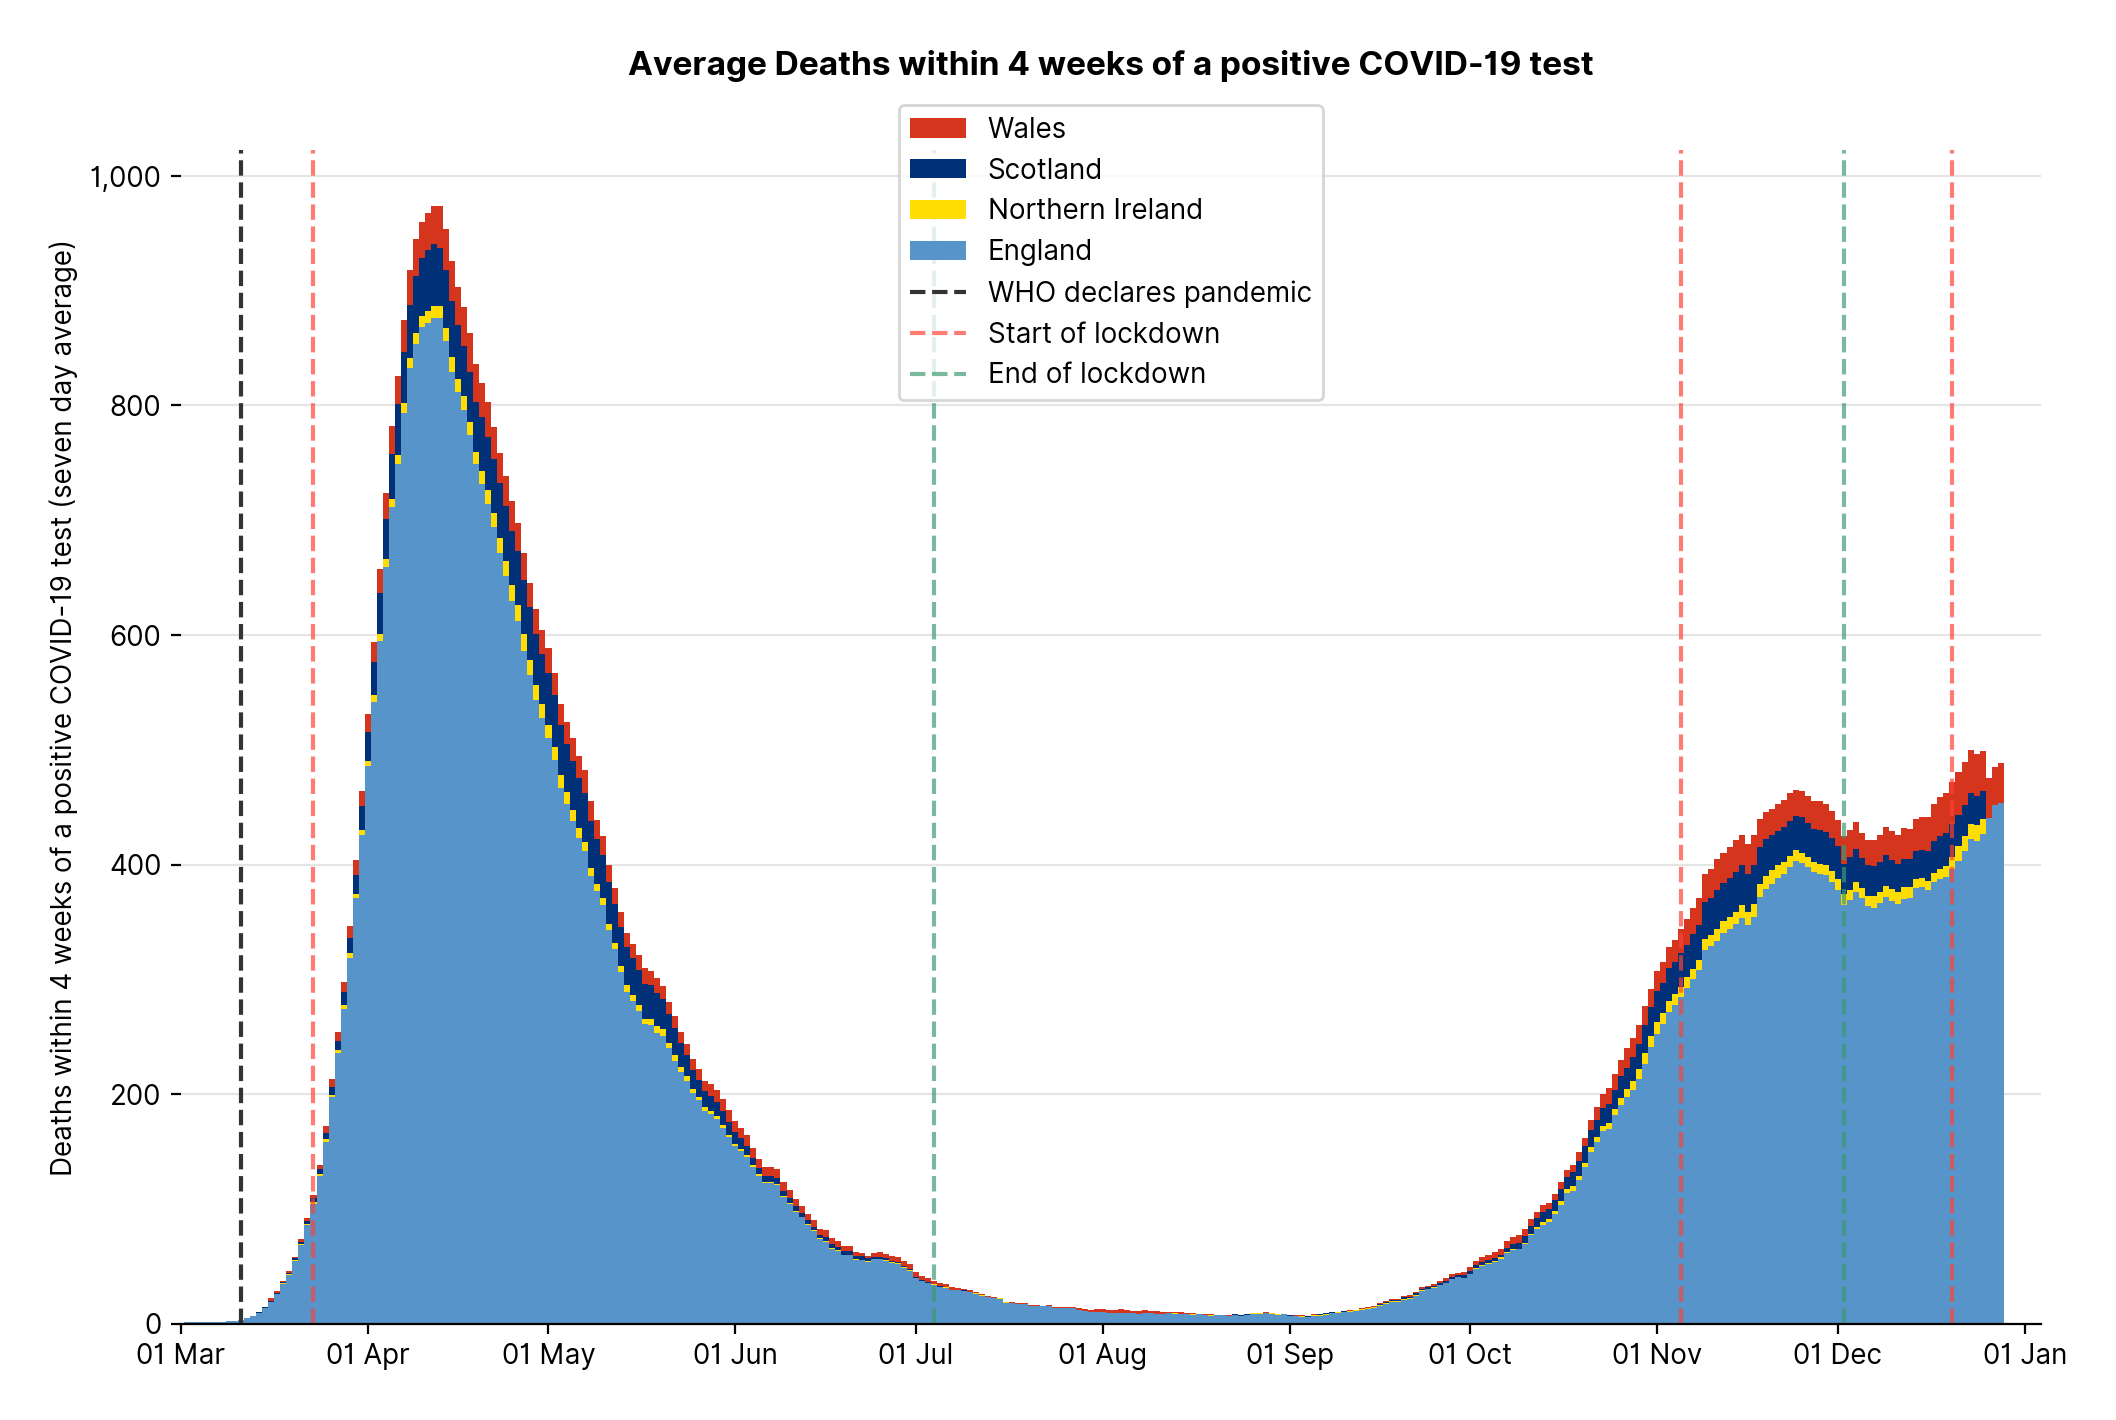 Average Deaths within 4 weeks of a positive COVID-19 test
Wales
Scotland
Northern Ireland
England
WHO declares pandemic
Start of lockdown
End of lockdown
Deaths within 4 weeks of a positive COVID-19 test (seven day average)
1,000
800
600
400
200
0
01 Mar
01 Apr
01 May
01 Jun
01 Jul
01 Aug
01 Sep
01 Oct
01 Nov
01 Dec
01 Jan